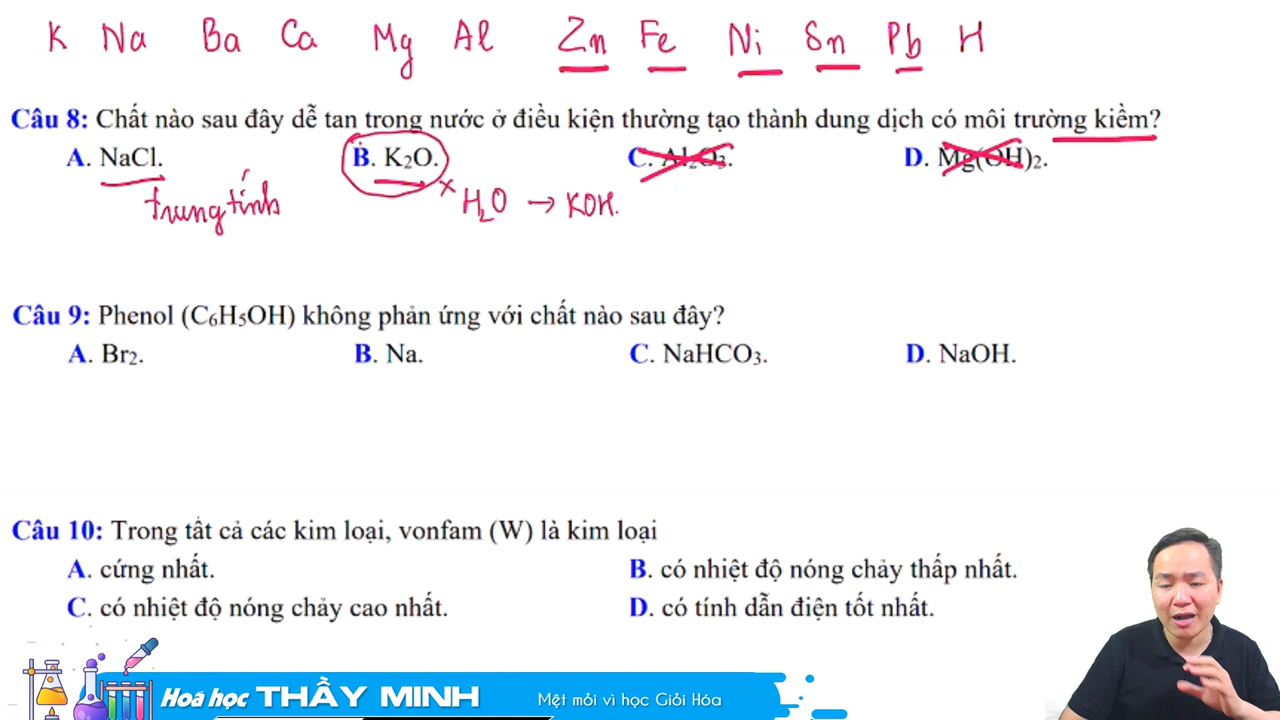 K Na Ba Ca Mg Al Zn Fe Ni Sn Pb H
Câu 8: Chất nào sau đây dễ tan trong nước ở điều kiện thường tạo thành dung dịch có môi trường kiềm?
A. NaCl. B. K₂O. C. Al₂O₃. D. Mg(OH)₂.
trung tính + H₂O → KOH.
Câu 9: Phenol (C₆H₅OH) không phản ứng với chất nào sau đây?
A. Br₂. B. Na. C. NaHCO₃. D. NaOH.
Câu 10: Trong tất cả các kim loại, vonfam (W) là kim loại
A. cứng nhất. B. có nhiệt độ nóng chảy thấp nhất.
C. có nhiệt độ nóng chảy cao nhất. D. có tính dẫn điện tốt nhất.
Hoá học THẦY MINH Mệt mỏi vì học Giỏi Hóa